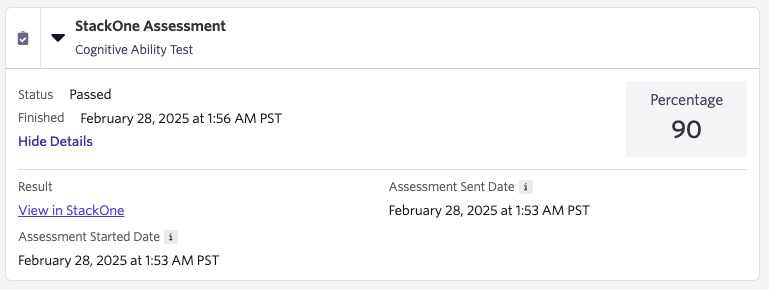 StackOne Assessment
Cognitive Ability Test
Status Passed
Finished February 28, 2025 at 1:56 AM PST
Hide Details
Percentage
90
Result
View in StackOne
Assessment Sent Date i
February 28, 2025 at 1:53 AM PST
Assessment Started Date i
February 28, 2025 at 1:53 AM PST